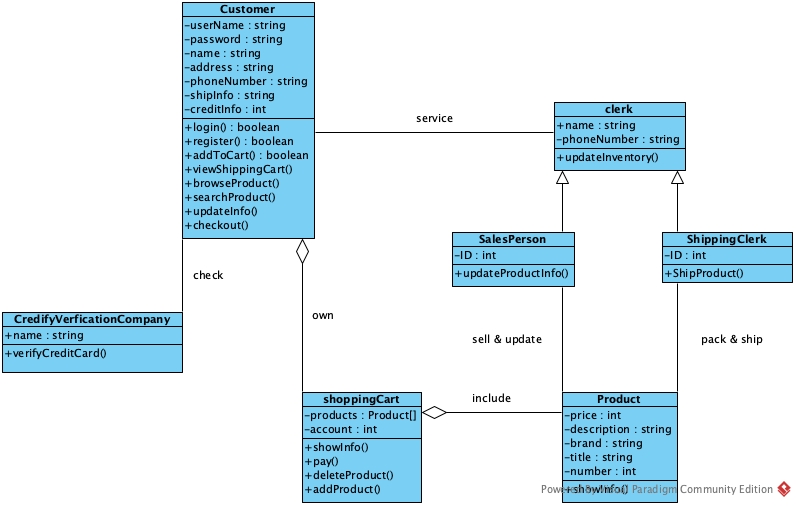 Customer
-userName : string
-password : string
-name : string
-address : string
-phoneNumber : string
-shipInfo : string
-creditInfo : int
+login() : boolean
+register() : boolean
+addToCart() : boolean
+viewShippingCart()
+browseProduct()
+searchProduct()
+updateInfo()
+checkout()
service
clerk
+name : string
-phoneNumber : string
+updateInventory()
SalesPerson
-ID : int
+updateProductInfo()
ShippingClerk
-ID : int
+ShipProduct()
check
CredifyVerficationCompany
+name : string
+verifyCreditCard()
own
sell & update
pack & ship
shoppingCart
-products : Product[]
-account : int
+showInfo()
+pay()
+deleteProduct()
+addProduct()
include
Product
-price : int
-description : string
-brand : string
-title : string
-number : int
+showInfo()
Powered By Visual Paradigm Community Edition